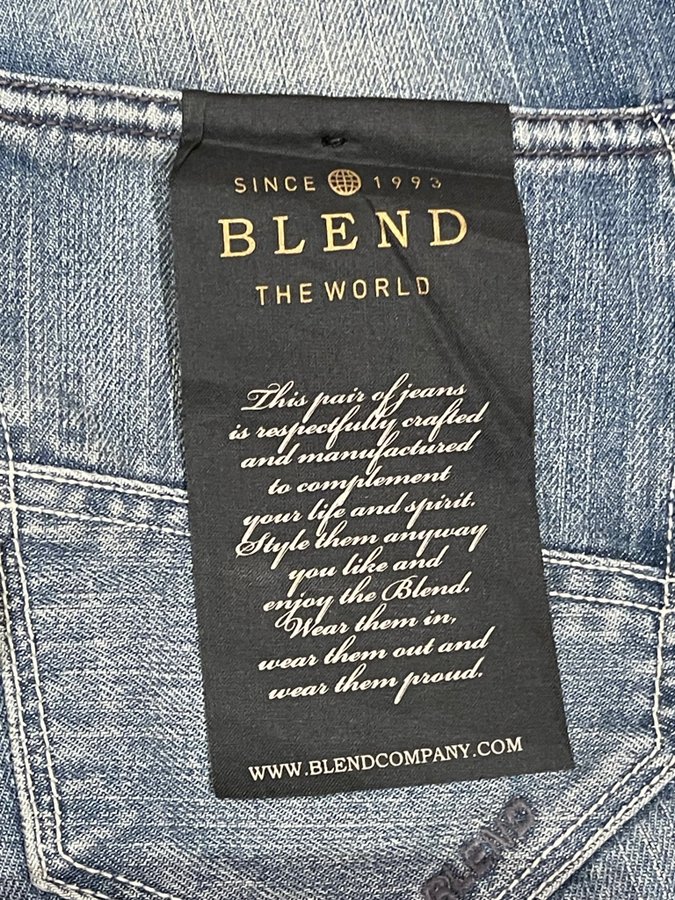 SINCE 1993
BLEND
THE WORLD
This pair of jeans
is respectfully crafted
and manufactured
to complement
your life and spirit.
Style them anyway
you like and
enjoy the Blend.
Wear them in,
wear them out and
wear them proud.
WWW.BLENDCOMPANY.COM
BLEND